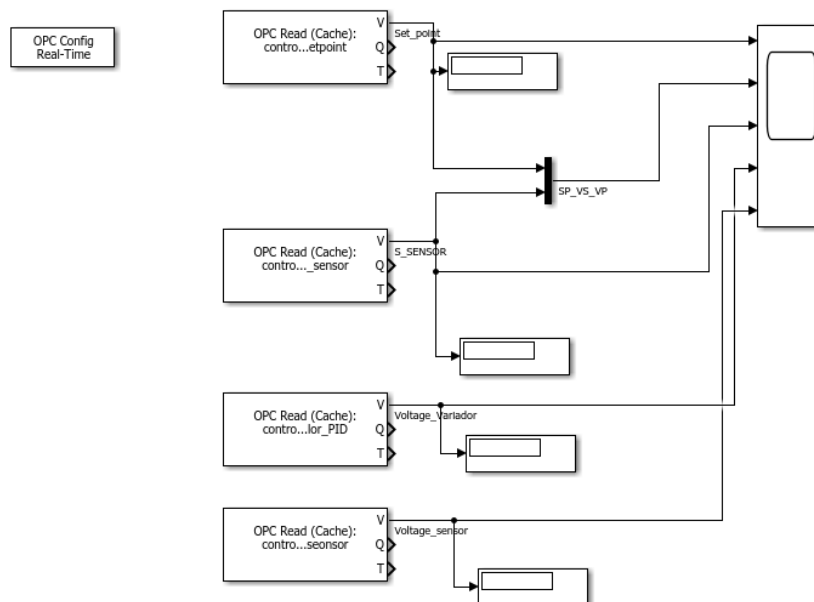 OPC Config
Real-Time
OPC Read (Cache):
contro...etpoint
V
Q
T
Set_point
SP_VS_VP
OPC Read (Cache):
contro..._sensor
V
Q
T
S_SENSOR
OPC Read (Cache):
contro...lor_PID
V
Q
T
Voltage_Variador
OPC Read (Cache):
contro...seonsor
V
Q
T
Voltage_sensor